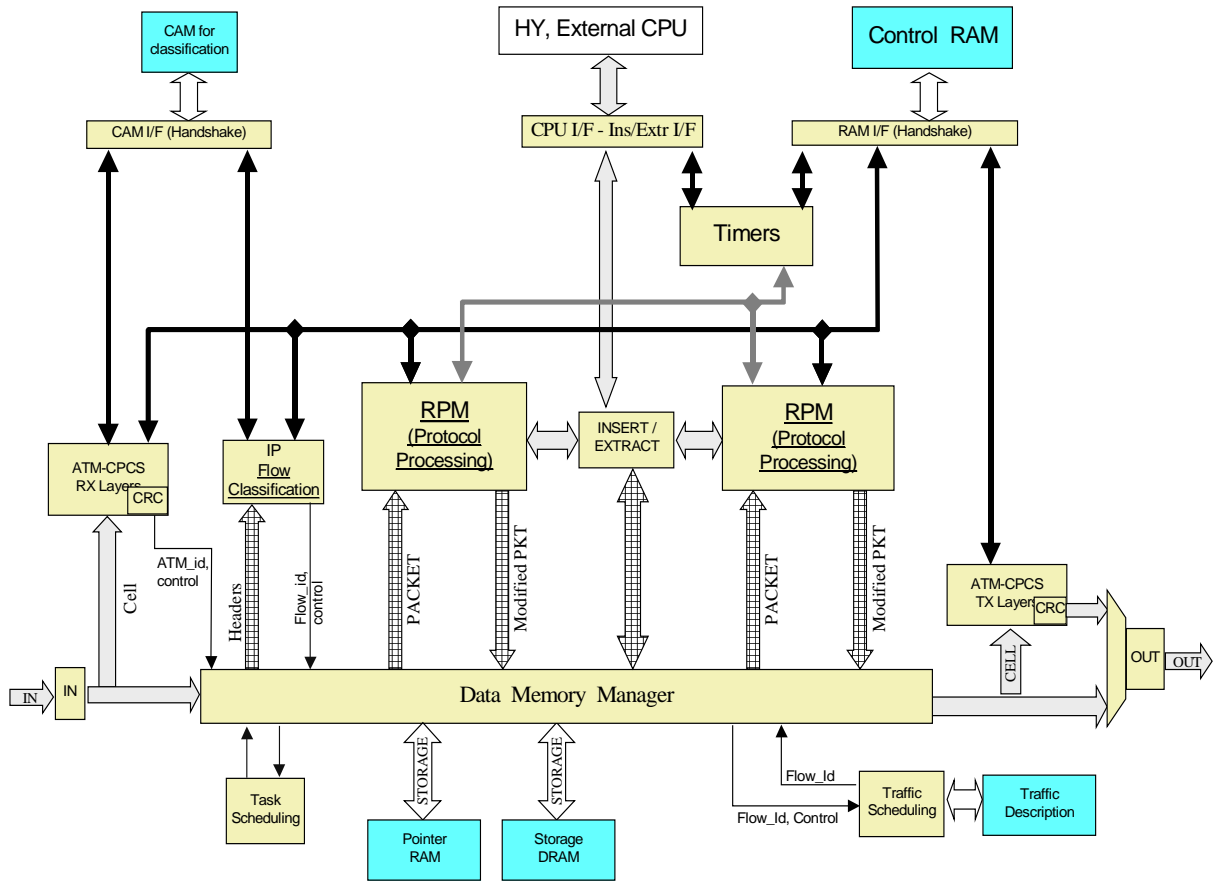 CAM for
classification
HY, External CPU
Control RAM
CAM I/F (Handshake)
CPU I/F - Ins/Extr I/F
RAM I/F (Handshake)
Timers
RPM
(Protocol
Processing)
INSERT /
EXTRACT
RPM
(Protocol
Processing)
ATM-CPCS
RX Layers
CRC
IP
Flow
Classification
ATM_id,
control
Cell
Headers
Flow_id,
control
PACKET
Modified PKT
PACKET
Modified PKT
ATM-CPCS
TX Layers
CRC
CELL
IN
IN
Data Memory Manager
OUT
OUT
Task
Scheduling
STORAGE
STORAGE
Pointer
RAM
Storage
DRAM
Flow_Id
Flow_Id, Control
Traffic
Scheduling
Traffic
Description